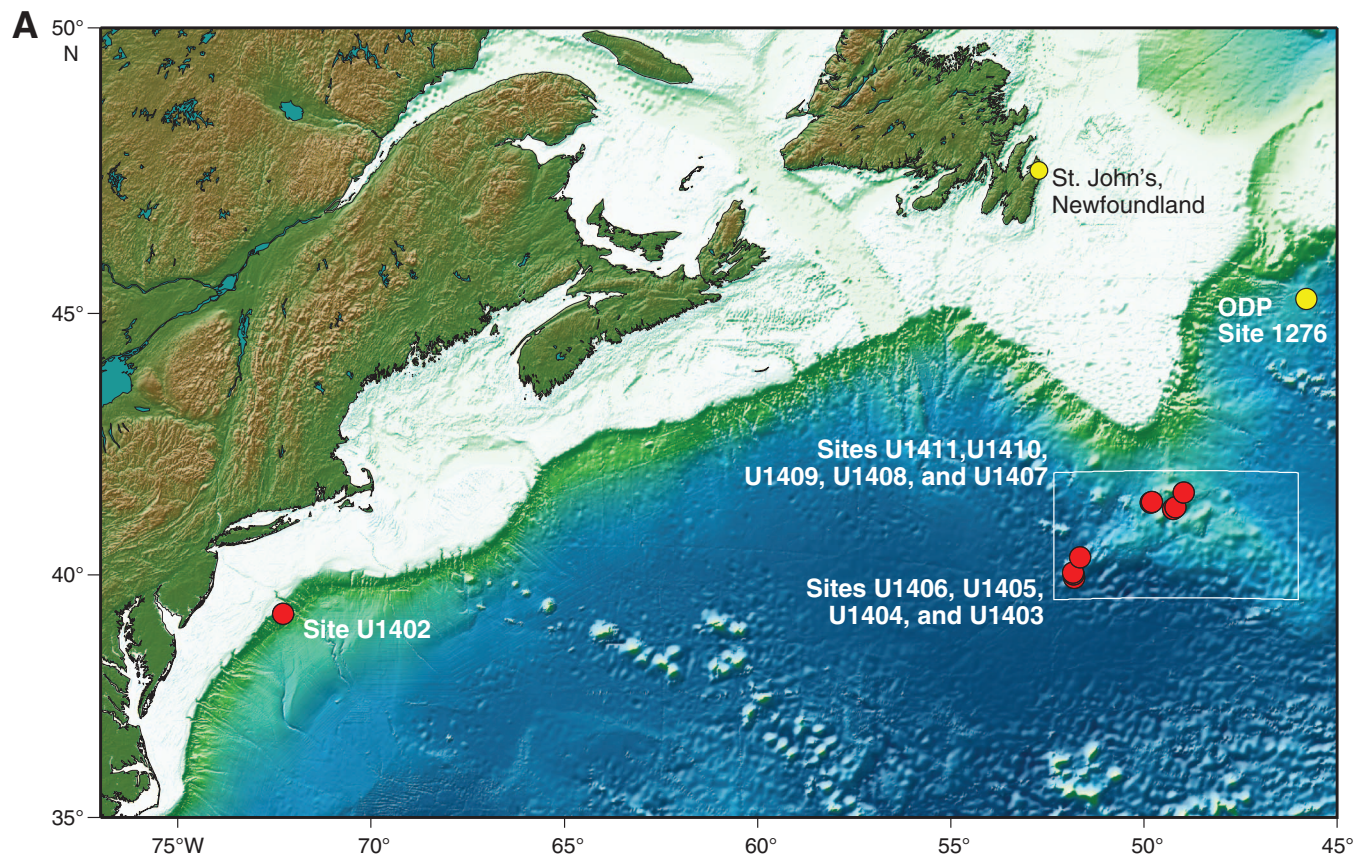 A
50°
N
St. John's,
Newfoundland
ODP
Site 1276
45°
Sites U1411,U1410,
U1409, U1408, and U1407
40°
Sites U1406, U1405,
U1404, and U1403
Site U1402
35°
75°W
70°
65°
60°
55°
50°
45°